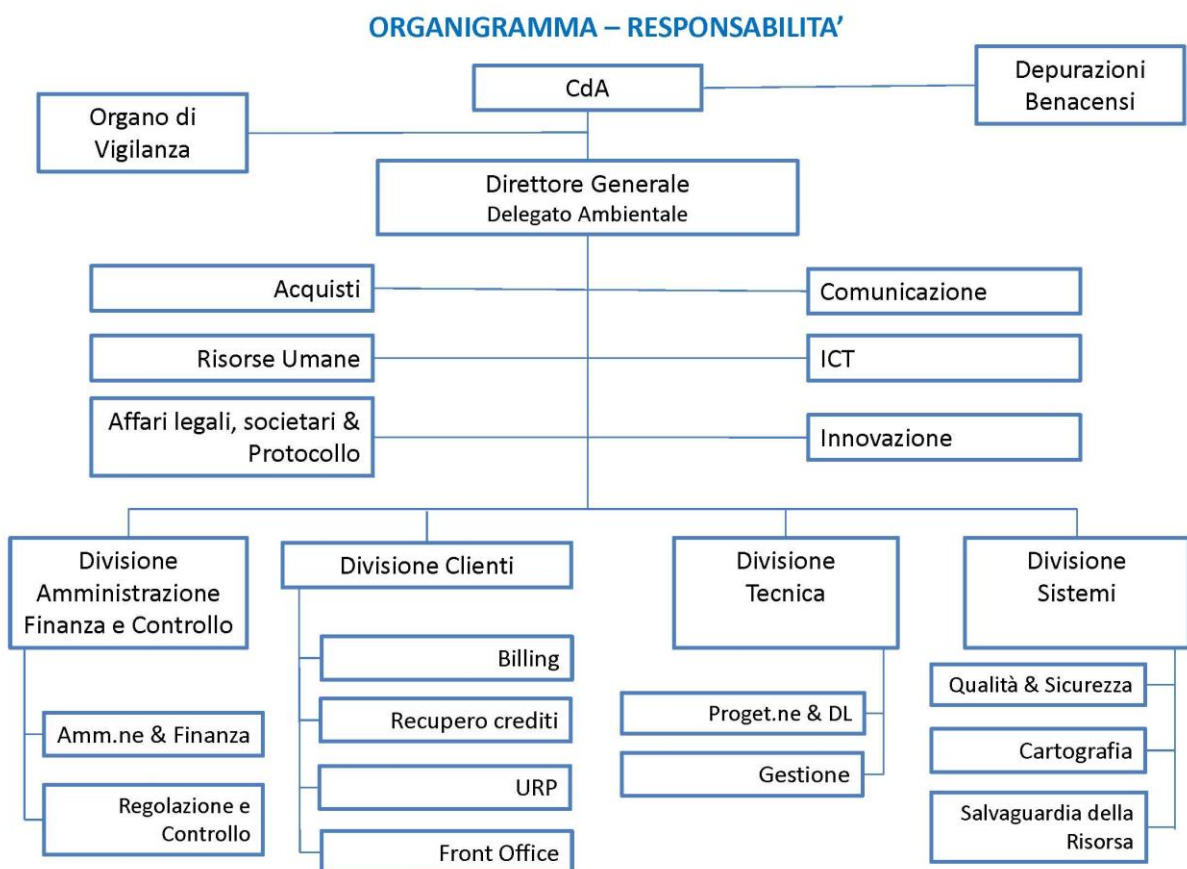 ORGANIGRAMMA – RESPONSABILITA’
CdA
Depurazioni
Benacensi
Organo di
Vigilanza
Direttore Generale
Delegato Ambientale
Acquisti
Comunicazione
Risorse Umane
ICT
Affari legali, societari &
Protocollo
Innovazione
Divisione
Amministrazione
Finanza e Controllo
Amm.ne & Finanza
Regolazione e
Controllo
Divisione Clienti
Billing
Recupero crediti
URP
Front Office
Divisione
Tecnica
Proget.ne & DL
Gestione
Divisione
Sistemi
Qualità & Sicurezza
Cartografia
Salvaguardia della
Risorsa